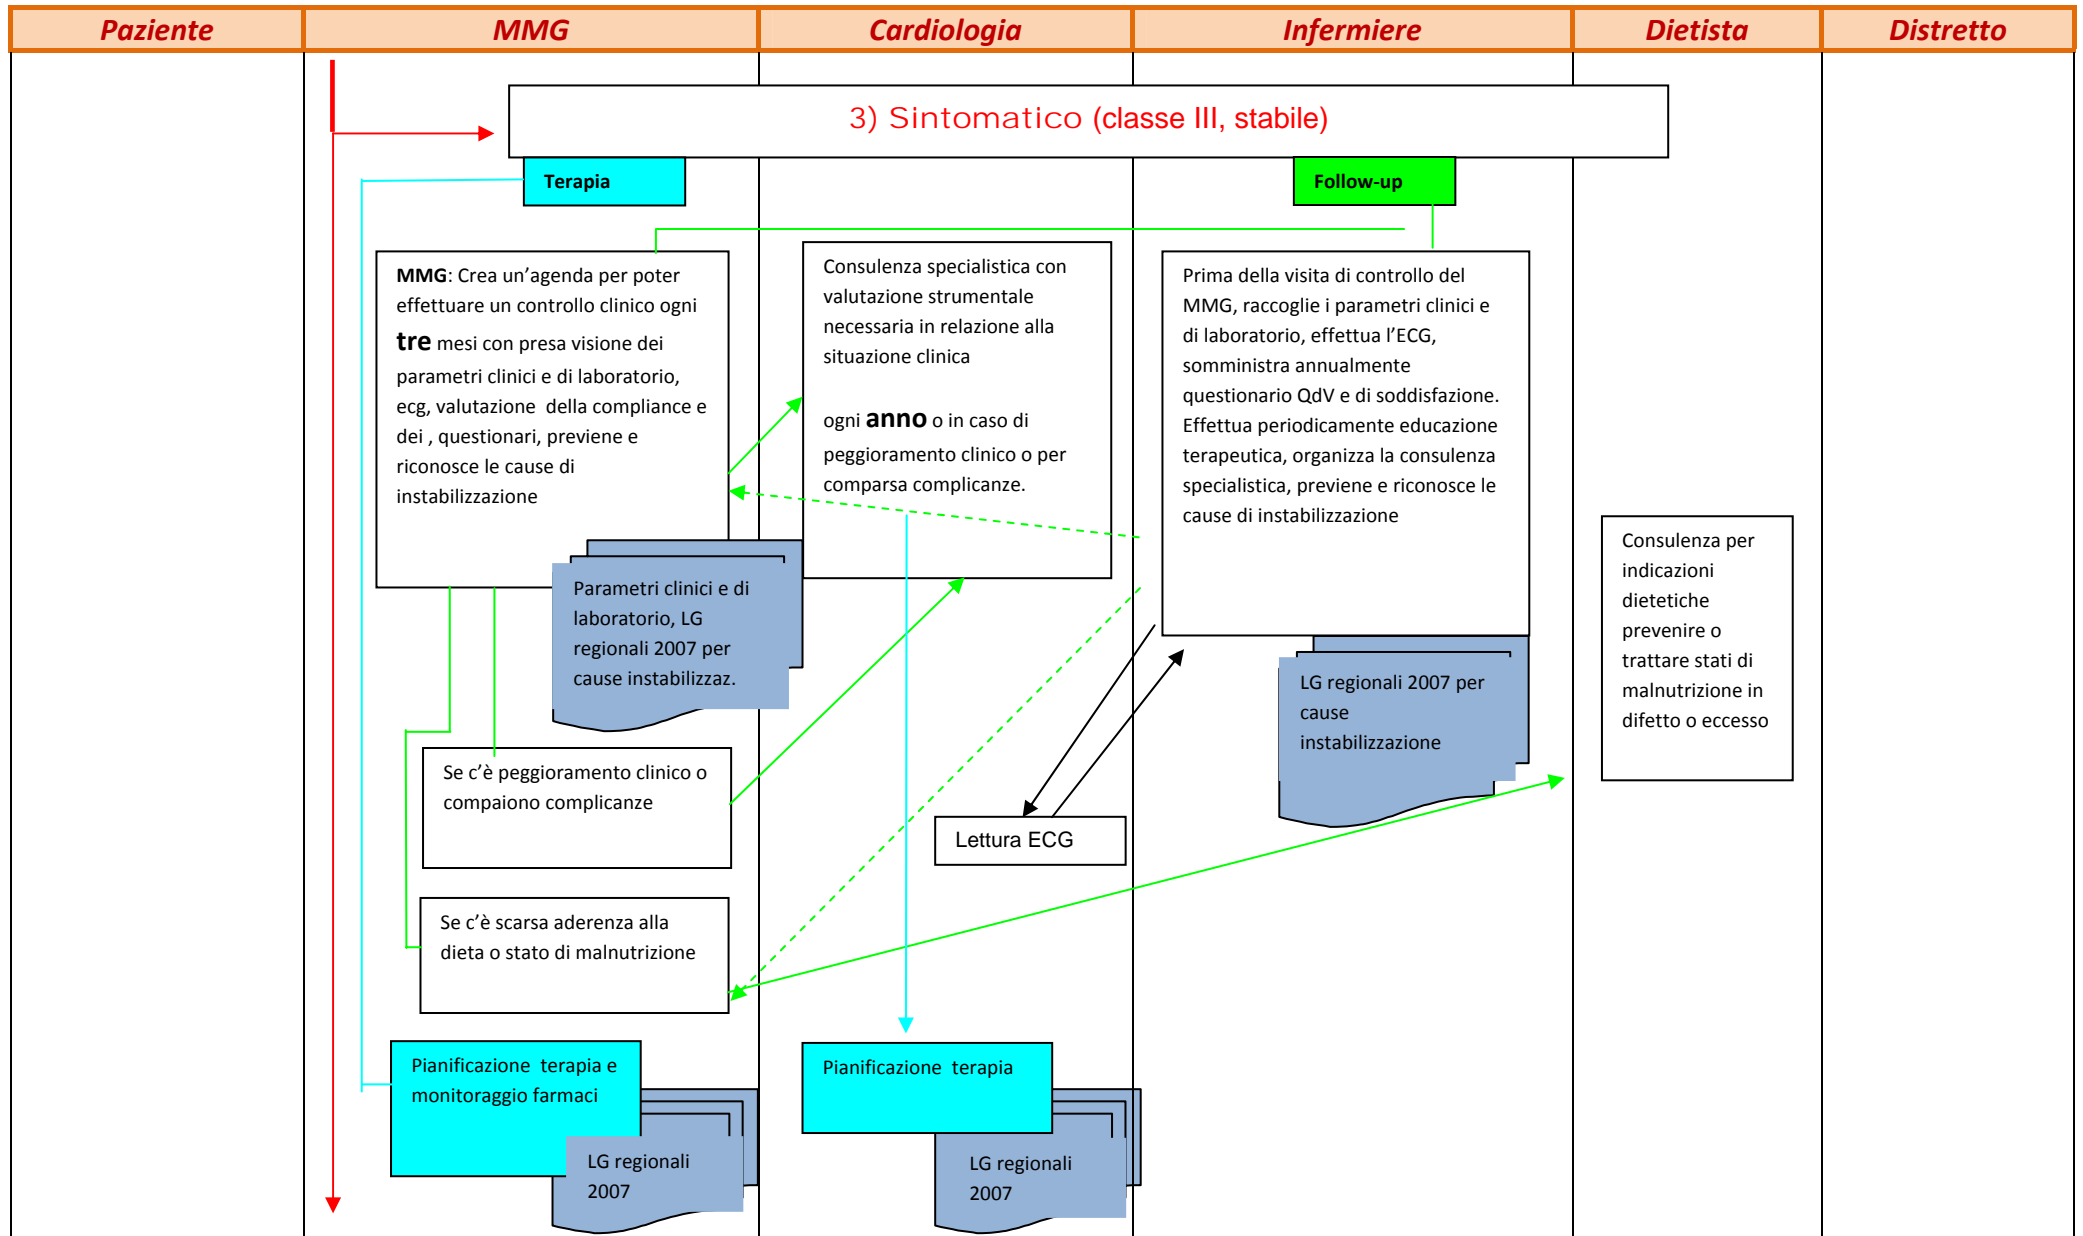 Paziente MMG Cardiologia Infermiere Dietista Distretto
3) Sintomatico (classe III, stabile)
Terapia
Follow-up
MMG: Crea un’agenda per poter
effettuare un controllo clinico ogni
tre mesi con presa visione dei
parametri clinici e di laboratorio,
ecg, valutazione della compliance e
dei , questionari, previene e
riconosce le cause di
instabilizzazione
Parametri clinici e di
laboratorio, LG
regionali 2007 per
cause instabilizzaz.
Se c’è peggioramento clinico o
compaiono complicanze
Se c’è scarsa aderenza alla
dieta o stato di malnutrizione
Pianificazione terapia e
monitoraggio farmaci
LG regionali
2007
Consulenza specialistica con
valutazione strumentale
necessaria in relazione alla
situazione clinica
ogni anno o in caso di
peggioramento clinico o per
comparsa complicanze.
Lettura ECG
Pianificazione terapia
LG regionali
2007
Prima della visita di controllo del
MMG, raccoglie i parametri clinici e
di laboratorio, effettua l’ECG,
somministra annualmente
questionario QdV e di soddisfazione.
Effettua periodicamente educazione
terapeutica, organizza la consulenza
specialistica, previene e riconosce le
cause di instabilizzazione
LG regionali 2007 per
cause
instabilizzazione
Consulenza per
indicazioni
dietetiche
prevenire o
trattare stati di
malnutrizione in
difetto o eccesso